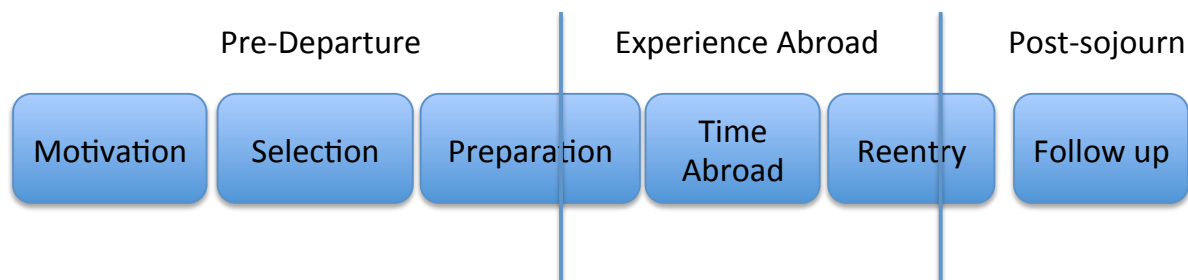 Pre-Departure
Experience Abroad
Post-sojourn
Motivation
Selection
Preparation
Time
Abroad
Reentry
Follow up